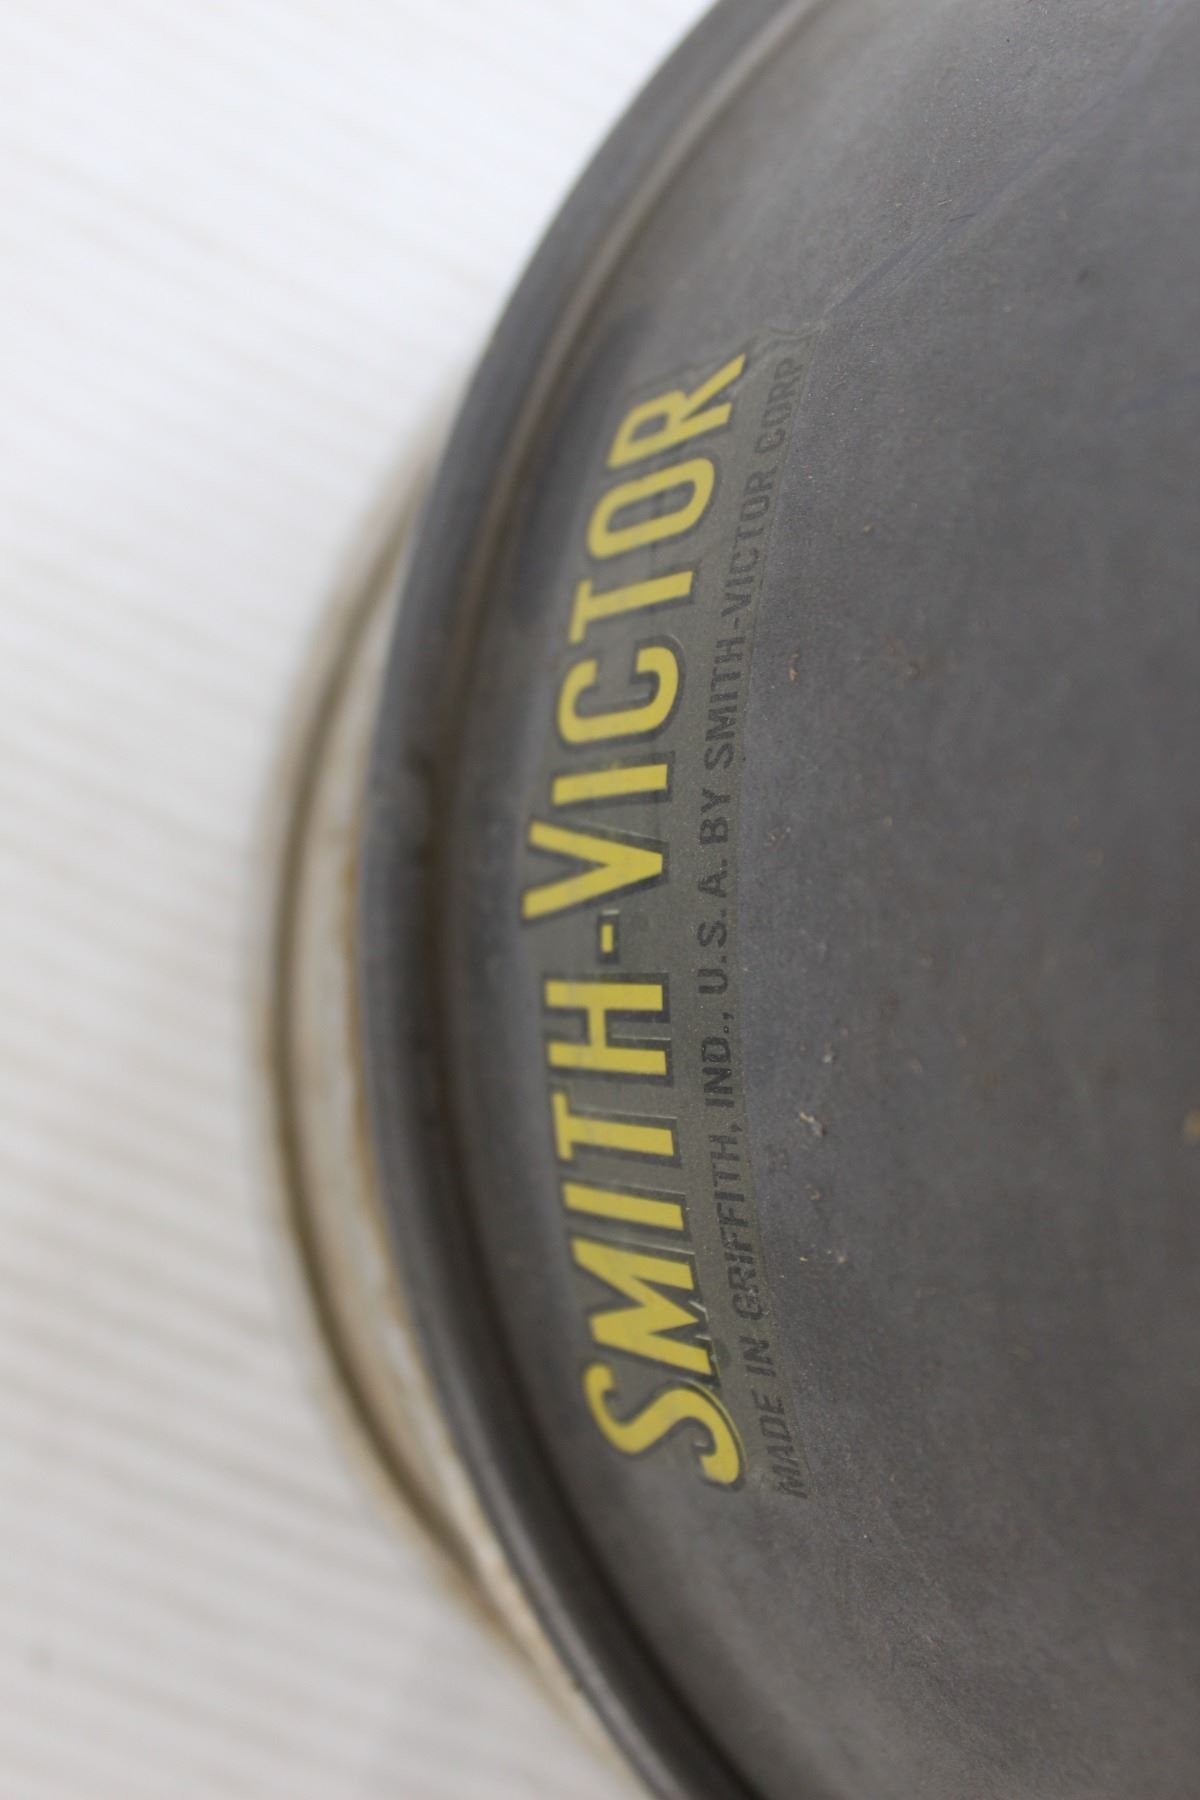 SMITH-VICTOR
MADE IN GRIFFITH, IND., U.S.A. BY SMITH-VICTOR CORP.